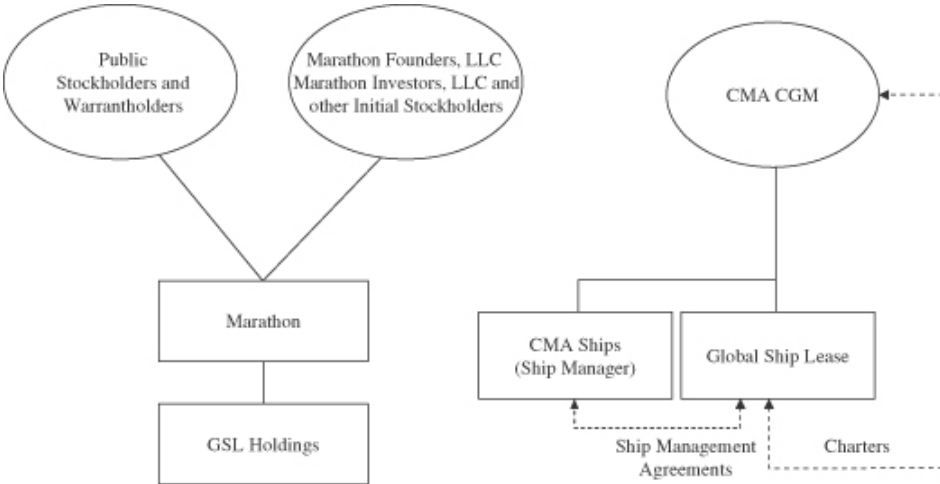 Public
Stockholders and
Warrantholders
Marathon Founders, LLC
Marathon Investors, LLC and
other Initial Stockholders
CMA CGM
Marathon
CMA Ships
(Ship Manager)
Global Ship Lease
GSL Holdings
Ship Management
Agreements
Charters